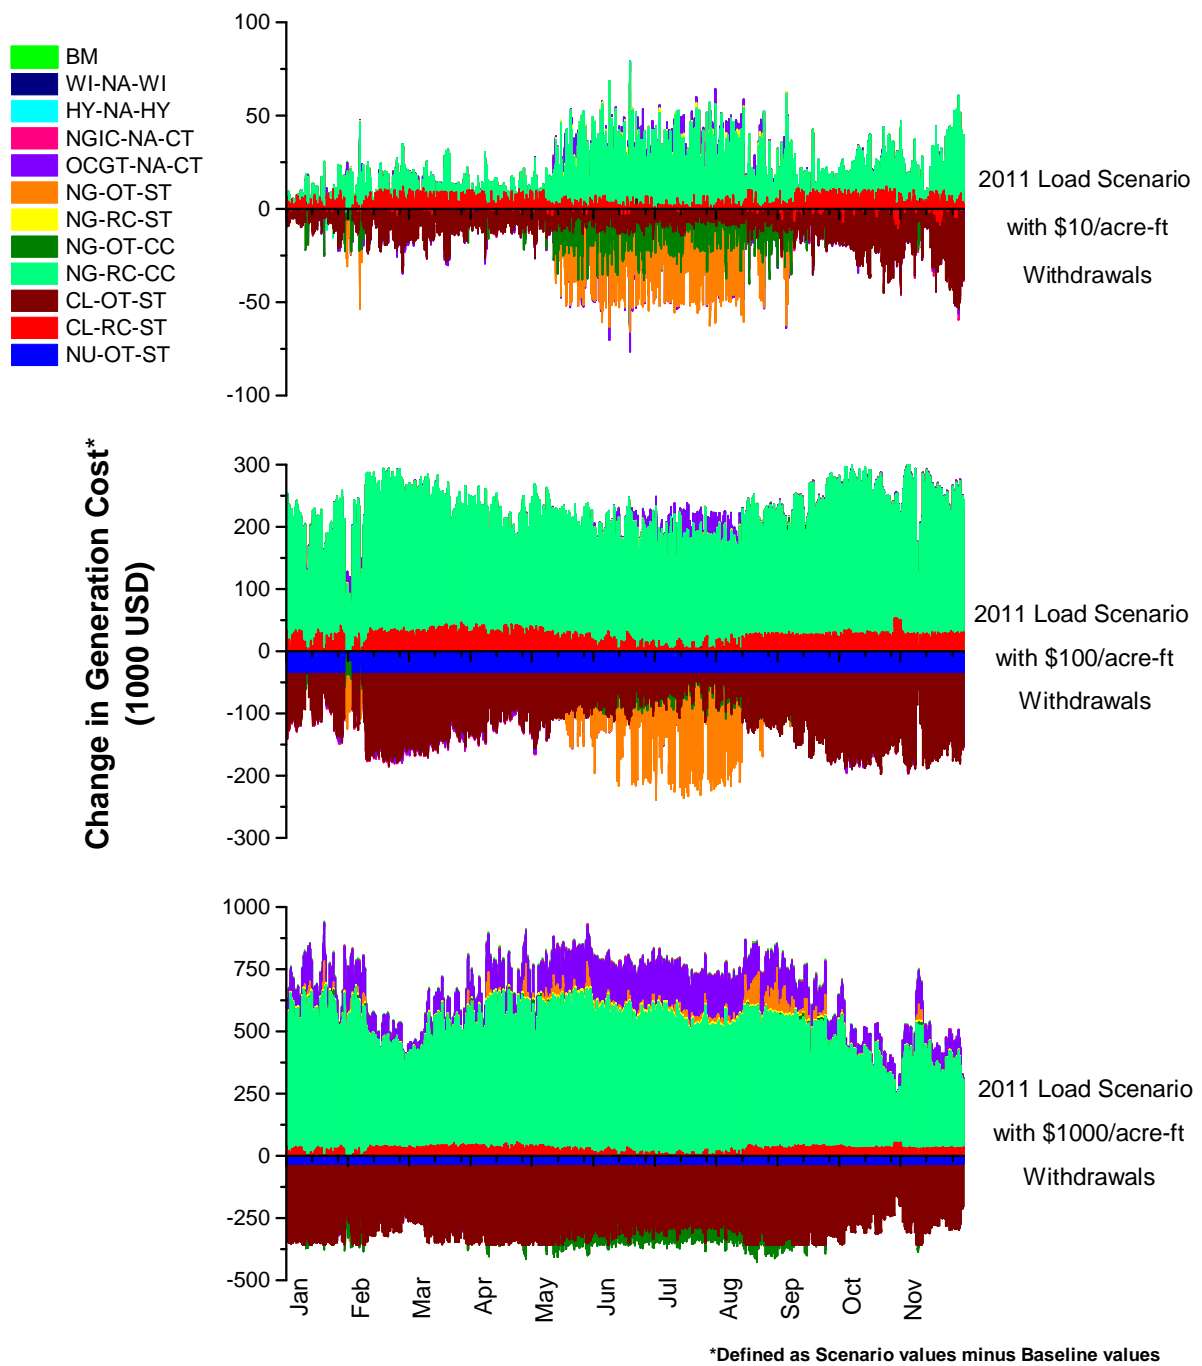 BM
WI-NA-WI
HY-NA-HY
NGIC-NA-CT
OCGT-NA-CT
NG-OT-ST
NG-RC-ST
NG-OT-CC
NG-RC-CC
CL-OT-ST
CL-RC-ST
NU-OT-ST
100
50
0
-50
-100
2011 Load Scenario
with $10/acre-ft
Withdrawals
Change in Generation Cost*
(1000 USD)
300
200
100
0
-100
-200
-300
2011 Load Scenario
with $100/acre-ft
Withdrawals
1000
750
500
250
0
-250
-500
2011 Load Scenario
with $1000/acre-ft
Withdrawals
Jan
Feb
Mar
Apr
May
Jun
Jul
Aug
Sep
Oct
Nov
*Defined as Scenario values minus Baseline values